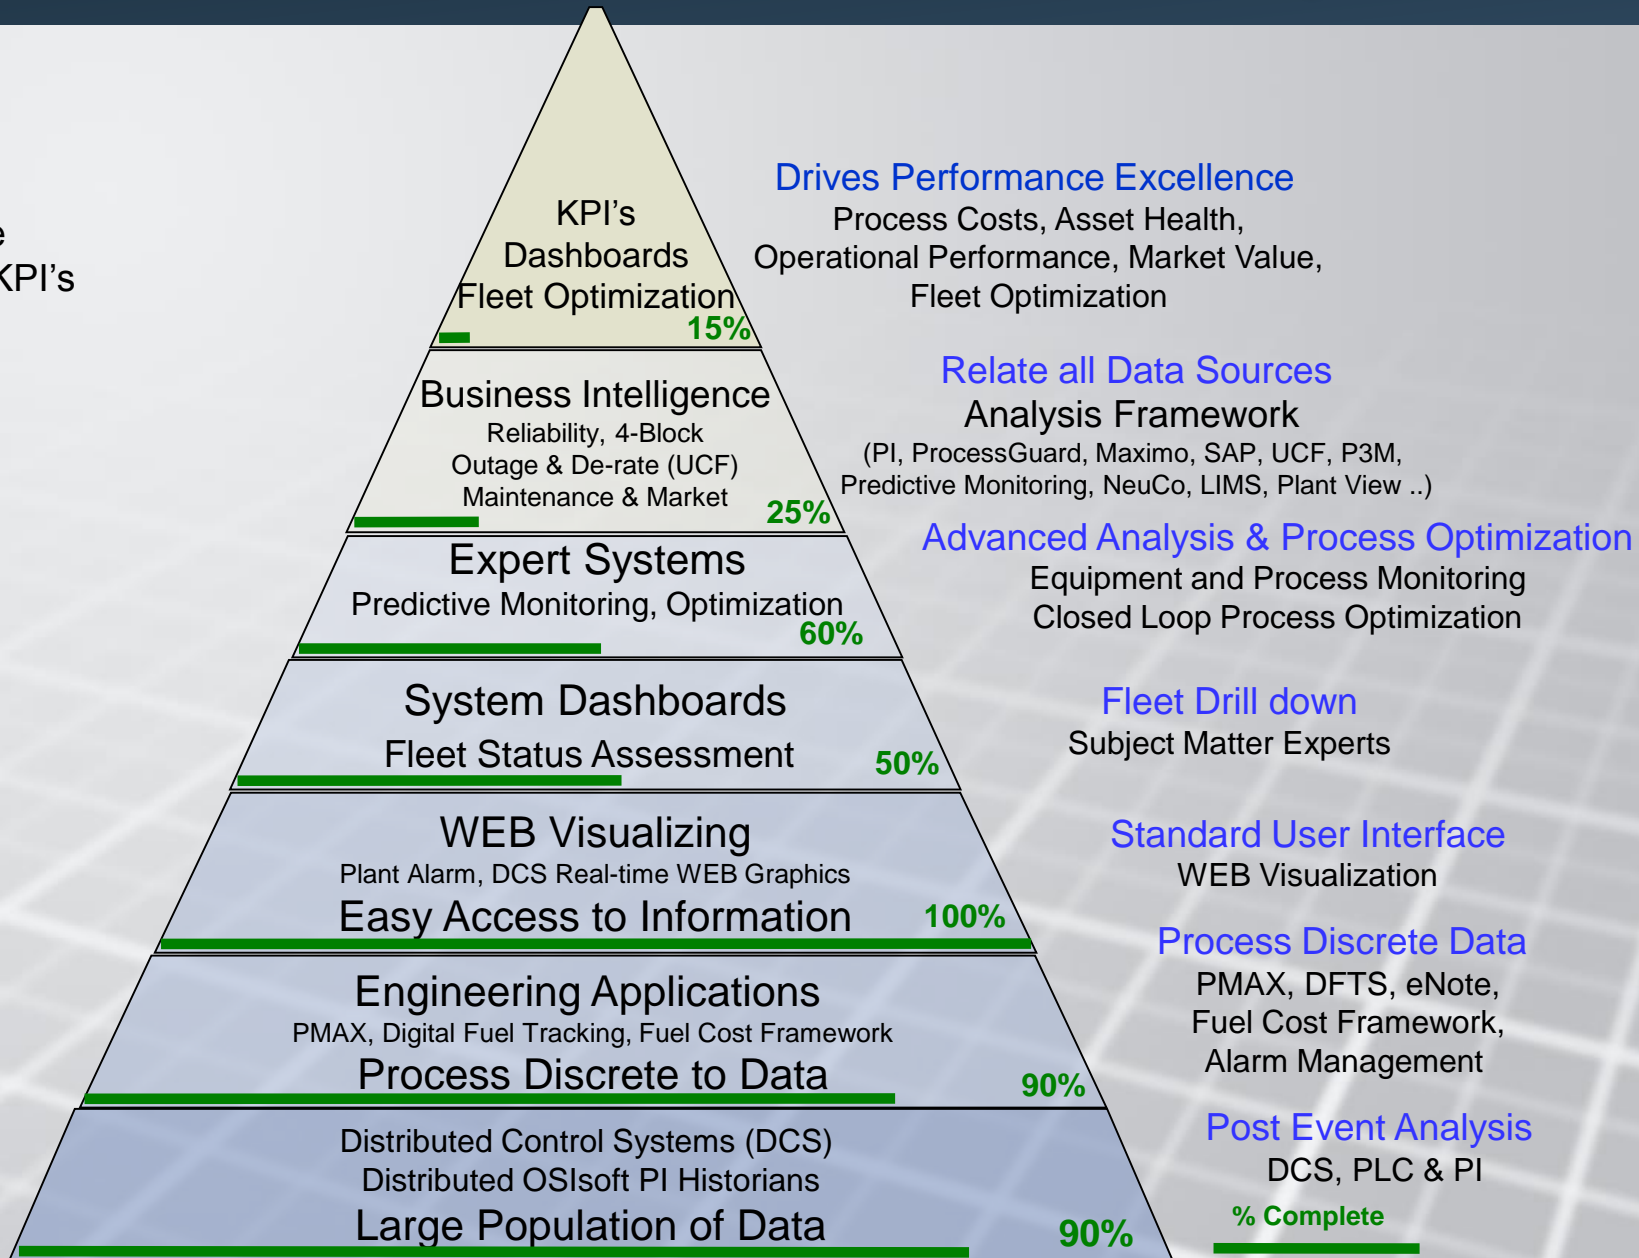 KPI's
KPI’s
Dashboards
Fleet Optimization
15%
Drives Performance Excellence
Process Costs, Asset Health,
Operational Performance, Market Value,
Fleet Optimization
Business Intelligence
Reliability, 4-Block
Outage & De-rate (UCF)
Maintenance & Market
25%
Relate all Data Sources
Analysis Framework
(PI, ProcessGuard, Maximo, SAP, UCF, P3M,
Predictive Monitoring, NeuCo, LIMS, Plant View ..)
Expert Systems
Predictive Monitoring, Optimization
60%
Advanced Analysis & Process Optimization
Equipment and Process Monitoring
Closed Loop Process Optimization
System Dashboards
Fleet Status Assessment
50%
Fleet Drill down
Subject Matter Experts
WEB Visualizing
Plant Alarm, DCS Real-time WEB Graphics
Easy Access to Information
100%
Standard User Interface
WEB Visualization
Engineering Applications
PMAX, Digital Fuel Tracking, Fuel Cost Framework
Process Discrete to Data
90%
Process Discrete Data
PMAX, DFTS, eNote,
Fuel Cost Framework,
Alarm Management
Distributed Control Systems (DCS)
Distributed OSIsoft PI Historians
Large Population of Data
90%
Post Event Analysis
DCS, PLC & PI
% Complete